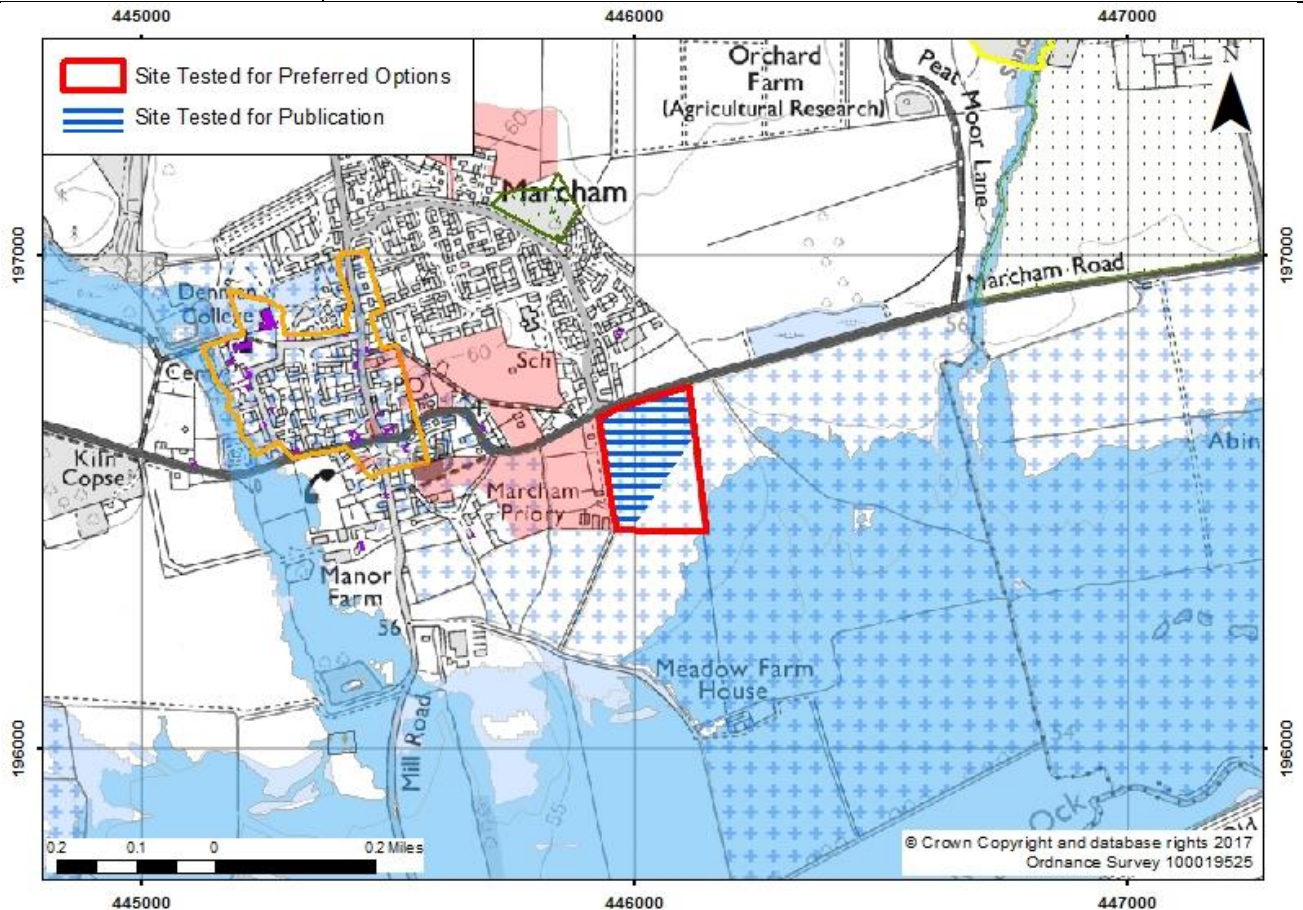 445000
446000
447000
Site Tested for Preferred Options
Site Tested for Publication
Orchard
Farm
(Agricultural Research)
Peat Moor Lane
N
60
Marcham
197000
197000
Marcham Road
56
College
60
Sch
Kiln
Copse
Marcham
Priory
Abin
Manor
Farm
56
Meadow Farm
House
196000
196000
Mill Road
55
54
Ock
0.2
0.1
0
0.2 Miles
© Crown Copyright and database rights 2017
Ordnance Survey 100019525
445000
446000
447000